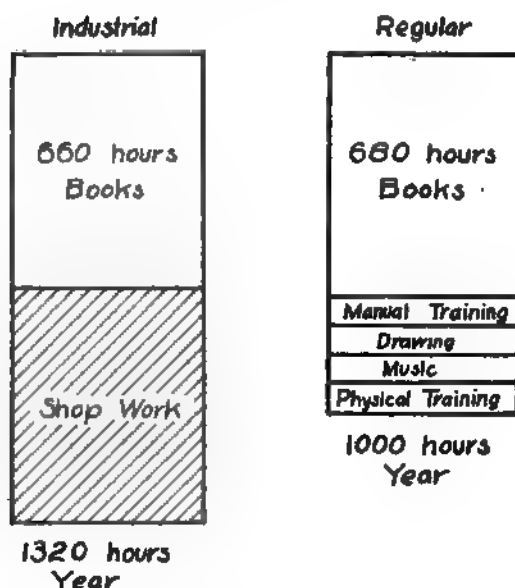 Industrial
660 hours
Books
Shop Work
1320 hours
Year
Regular
680 hours
Books
Manual Training
Drawing
Music
Physical Training
1000 hours
Year